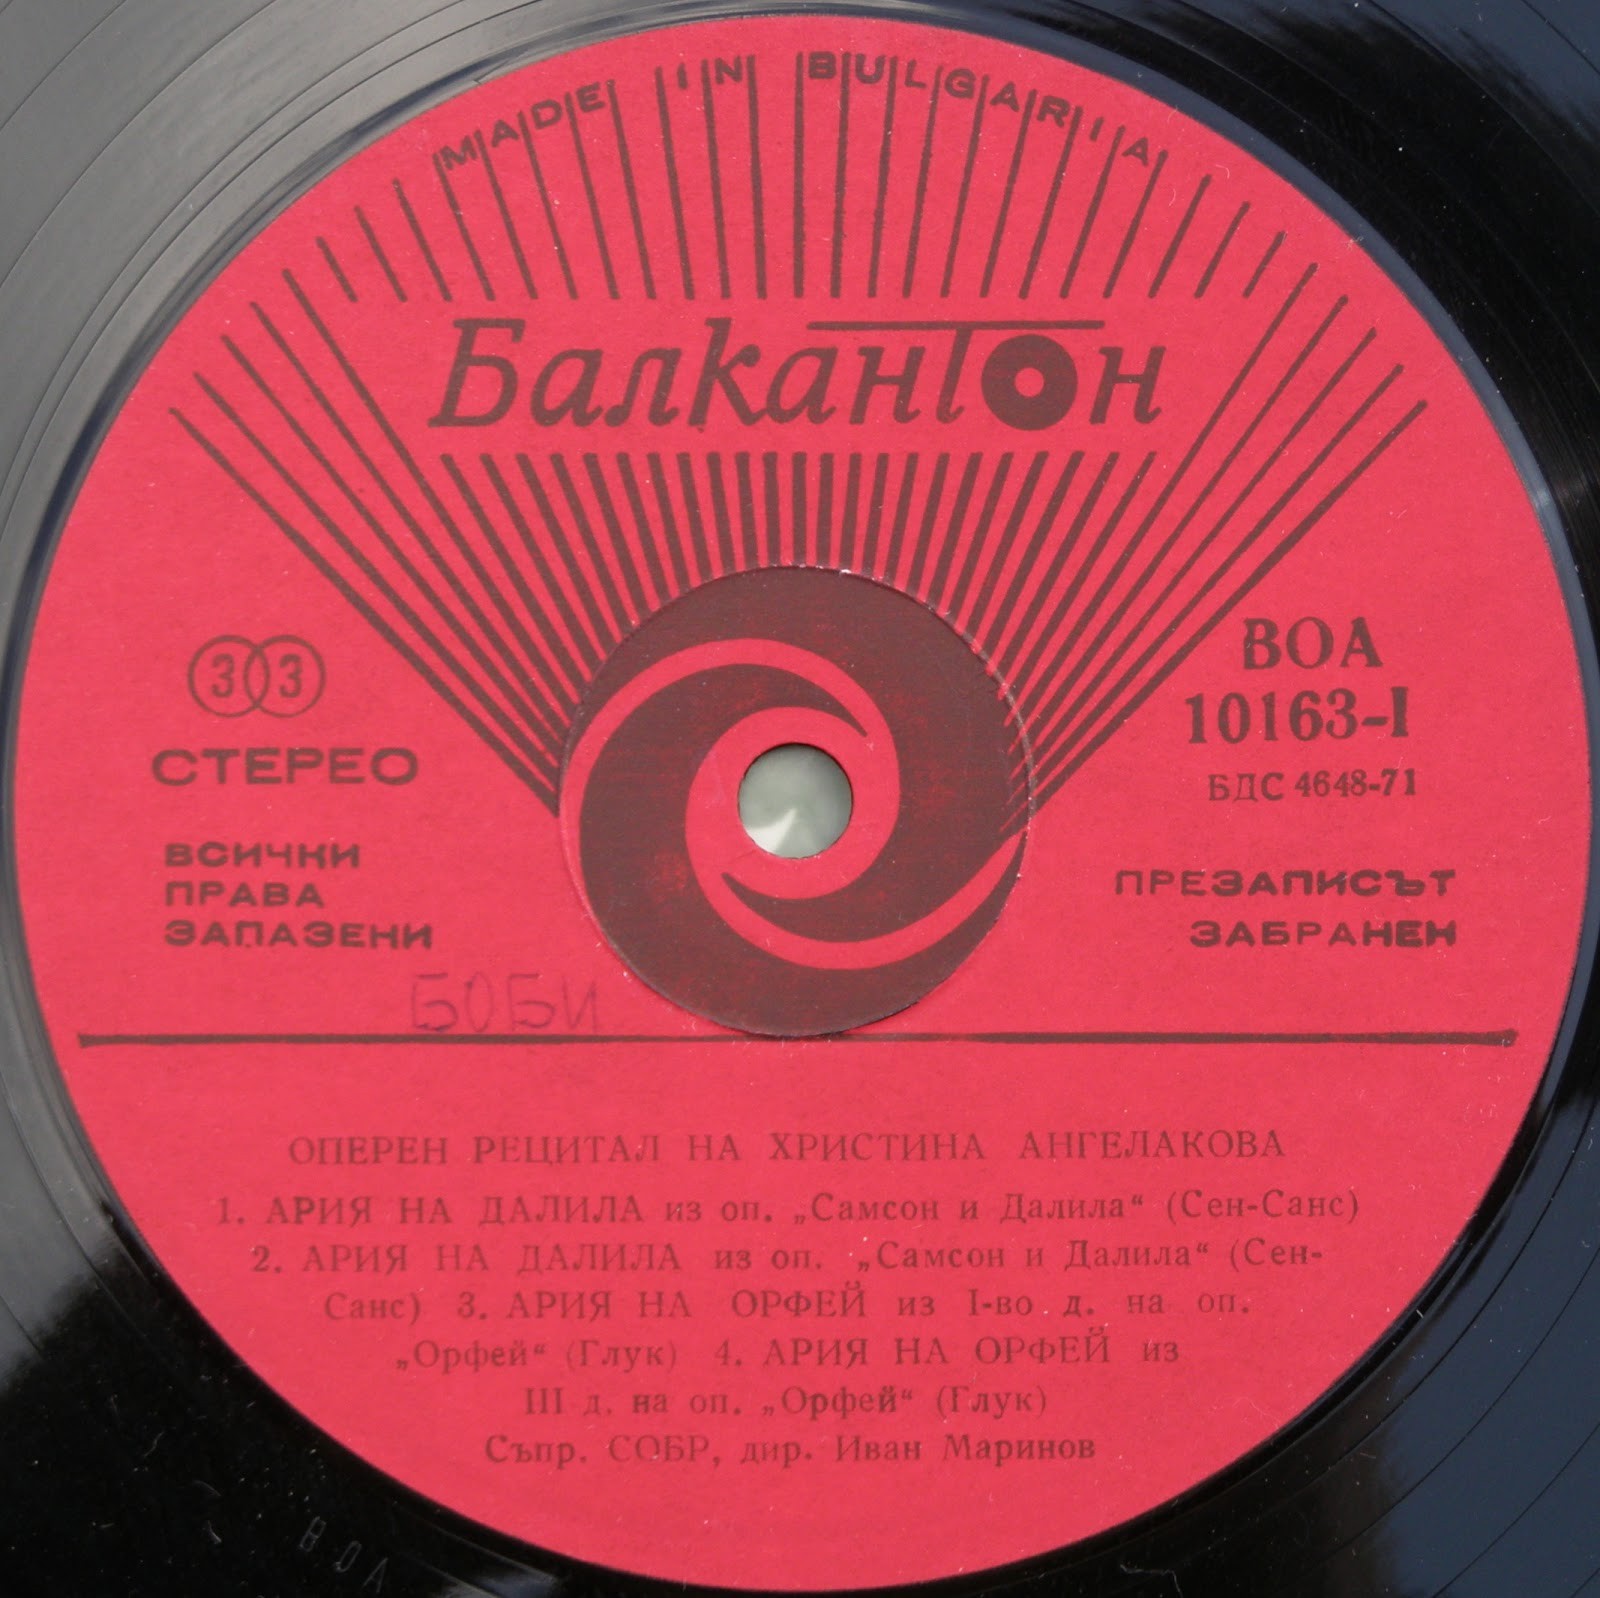 MADE IN BULGARIA
Балкантон
33
СТЕРЕО
ВСИЧКИ
ПРАВА
ЗАПАЗЕНИ
ВОА
10163-I
БДС 4648-71
ПРЕЗАПИСЪТ
ЗАБРАНЕН
БОБИ
ОПЕРЕН РЕЦИТАЛ НА ХРИСТИНА АНГЕЛАКОВА
1. АРИЯ НА ДАЛИЛА из оп. „Самсон и Далила“ (Сен-Санс)
2. АРИЯ НА ДАЛИЛА из оп. „Самсон и Далила“ (Сен-
Санс) 3. АРИЯ НА ОРФЕЙ из I-во д. на оп.
„Орфей“ (Глук) 4. АРИЯ НА ОРФЕЙ из
III д. на оп. „Орфей“ (Глук)
Съпр. СОБР, дир. Иван Маринов
ВОА